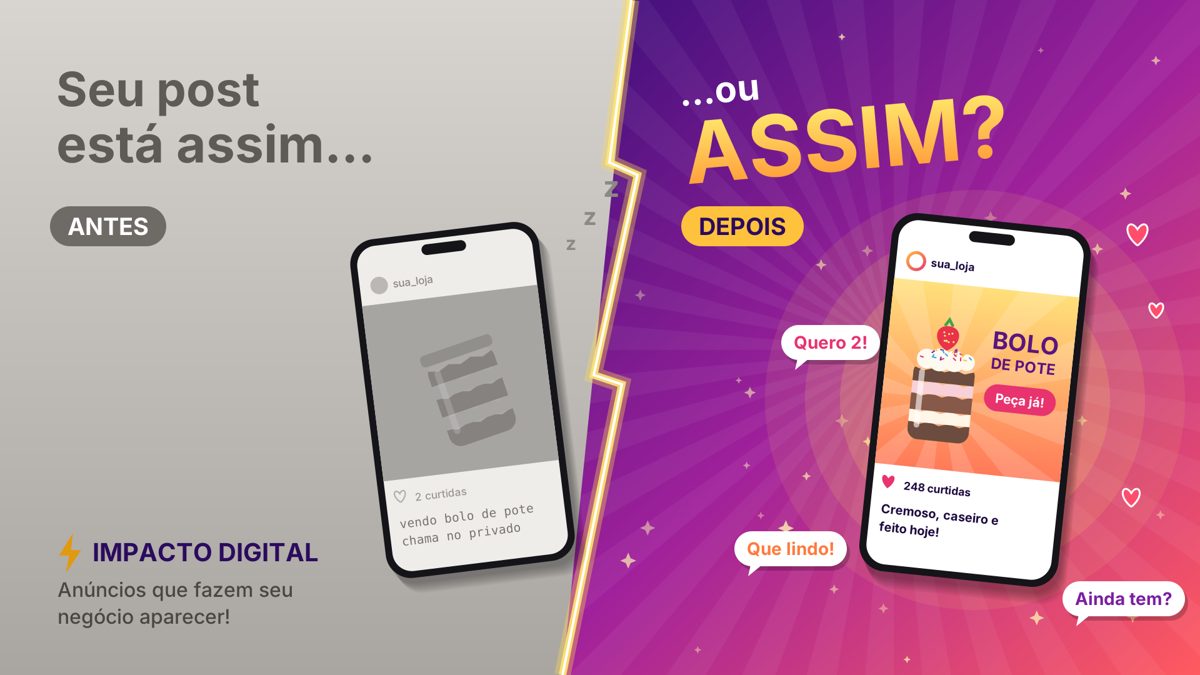 Seu post
está assim...
ANTES
z
z
z
sua_loja
2 curtidas
vendo bolo de pote
chama no privado
IMPACTO DIGITAL
Anúncios que fazem seu
negócio aparecer!
...ou
ASSIM?
DEPOIS
sua_loja
BOLO
DE POTE
Peça já!
248 curtidas
Cremoso, caseiro e
feito hoje!
Quero 2!
Que lindo!
Ainda tem?